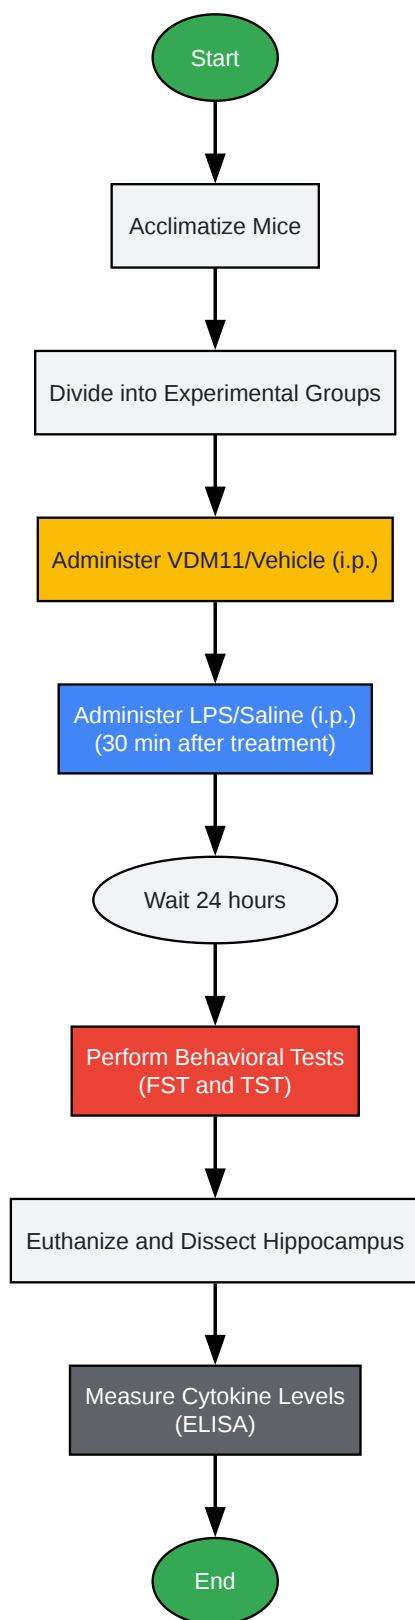 Start
Acclimatize Mice
Divide into Experimental Groups
Administer VDM11/Vehicle (i.p.)
Administer LPS/Saline (i.p.)
(30 min after treatment)
Wait 24 hours
Perform Behavioral Tests
(FST and TST)
Euthanize and Dissect Hippocampus
Measure Cytokine Levels
(ELISA)
End